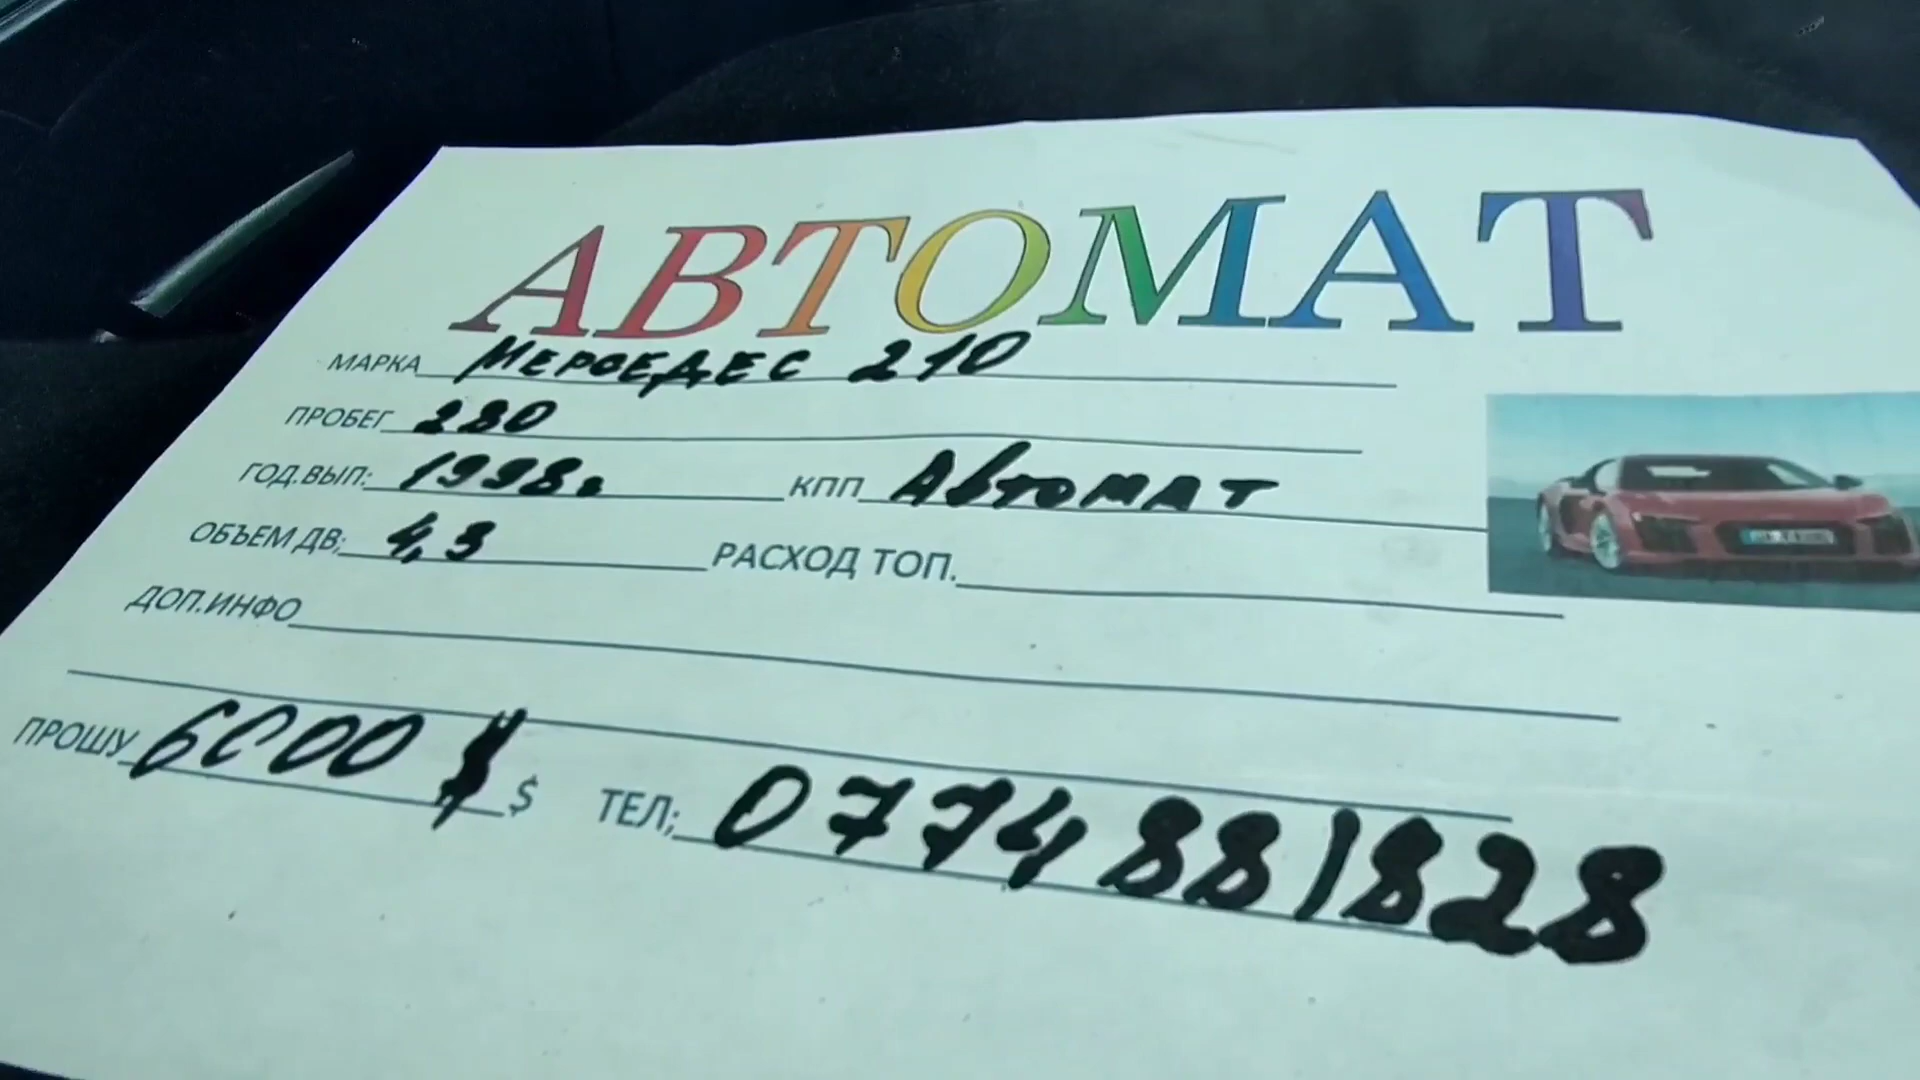 АВТОМАТ
МАРКА Мерседес 210
ПРОБЕГ 280
ГОД.ВЫП: 1998г КПП Автомат
ОБЪЕМ ДВ; 4,3 РАСХОД ТОП.
ДОП.ИНФО
ПРОШУ 6000 $ $ ТЕЛ; 0774881828